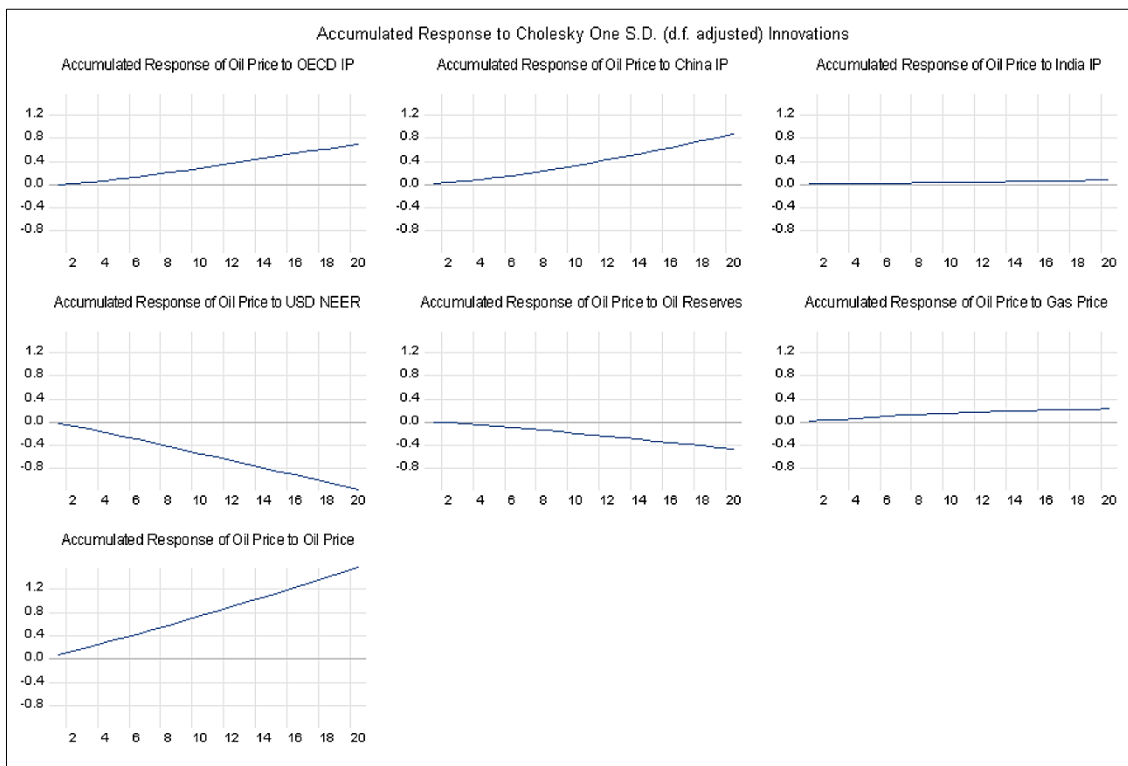 Accumulated Response to Cholesky One S.D. (d.f. adjusted) Innovations
Accumulated Response of Oil Price to OECD IP
1.2
0.8
0.4
0.0
-0.4
-0.8
2 4 6 8 10 12 14 16 18 20
Accumulated Response of Oil Price to China IP
1.2
0.8
0.4
0.0
-0.4
-0.8
2 4 6 8 10 12 14 16 18 20
Accumulated Response of Oil Price to India IP
1.2
0.8
0.4
0.0
-0.4
-0.8
2 4 6 8 10 12 14 16 18 20
Accumulated Response of Oil Price to USD NEER
1.2
0.8
0.4
0.0
-0.4
-0.8
2 4 6 8 10 12 14 16 18 20
Accumulated Response of Oil Price to Oil Reserves
1.2
0.8
0.4
0.0
-0.4
-0.8
2 4 6 8 10 12 14 16 18 20
Accumulated Response of Oil Price to Gas Price
1.2
0.8
0.4
0.0
-0.4
-0.8
2 4 6 8 10 12 14 16 18 20
Accumulated Response of Oil Price to Oil Price
1.2
0.8
0.4
0.0
-0.4
-0.8
2 4 6 8 10 12 14 16 18 20